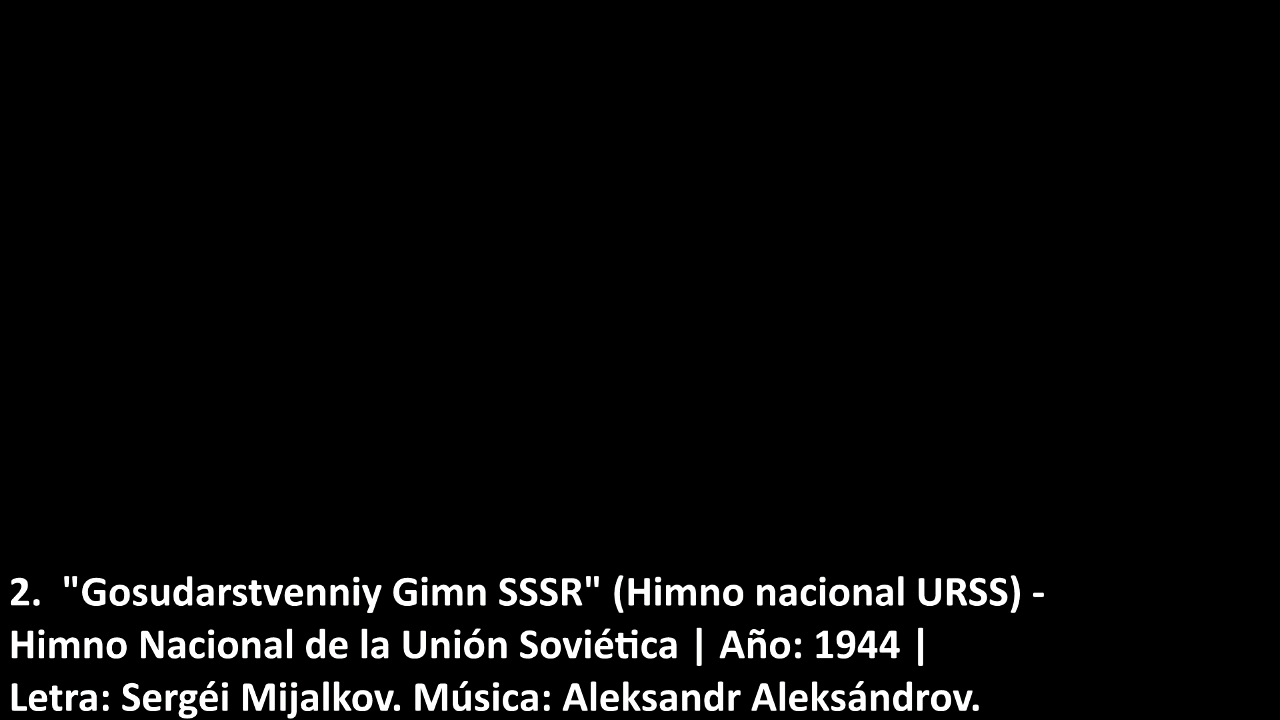 2.  "Gosudarstvenniy Gimn SSSR" (Himno nacional URSS) -
Himno Nacional de la Unión Soviética | Año: 1944 |
Letra: Sergéi Mijalkov. Música: Aleksandr Aleksándrov.